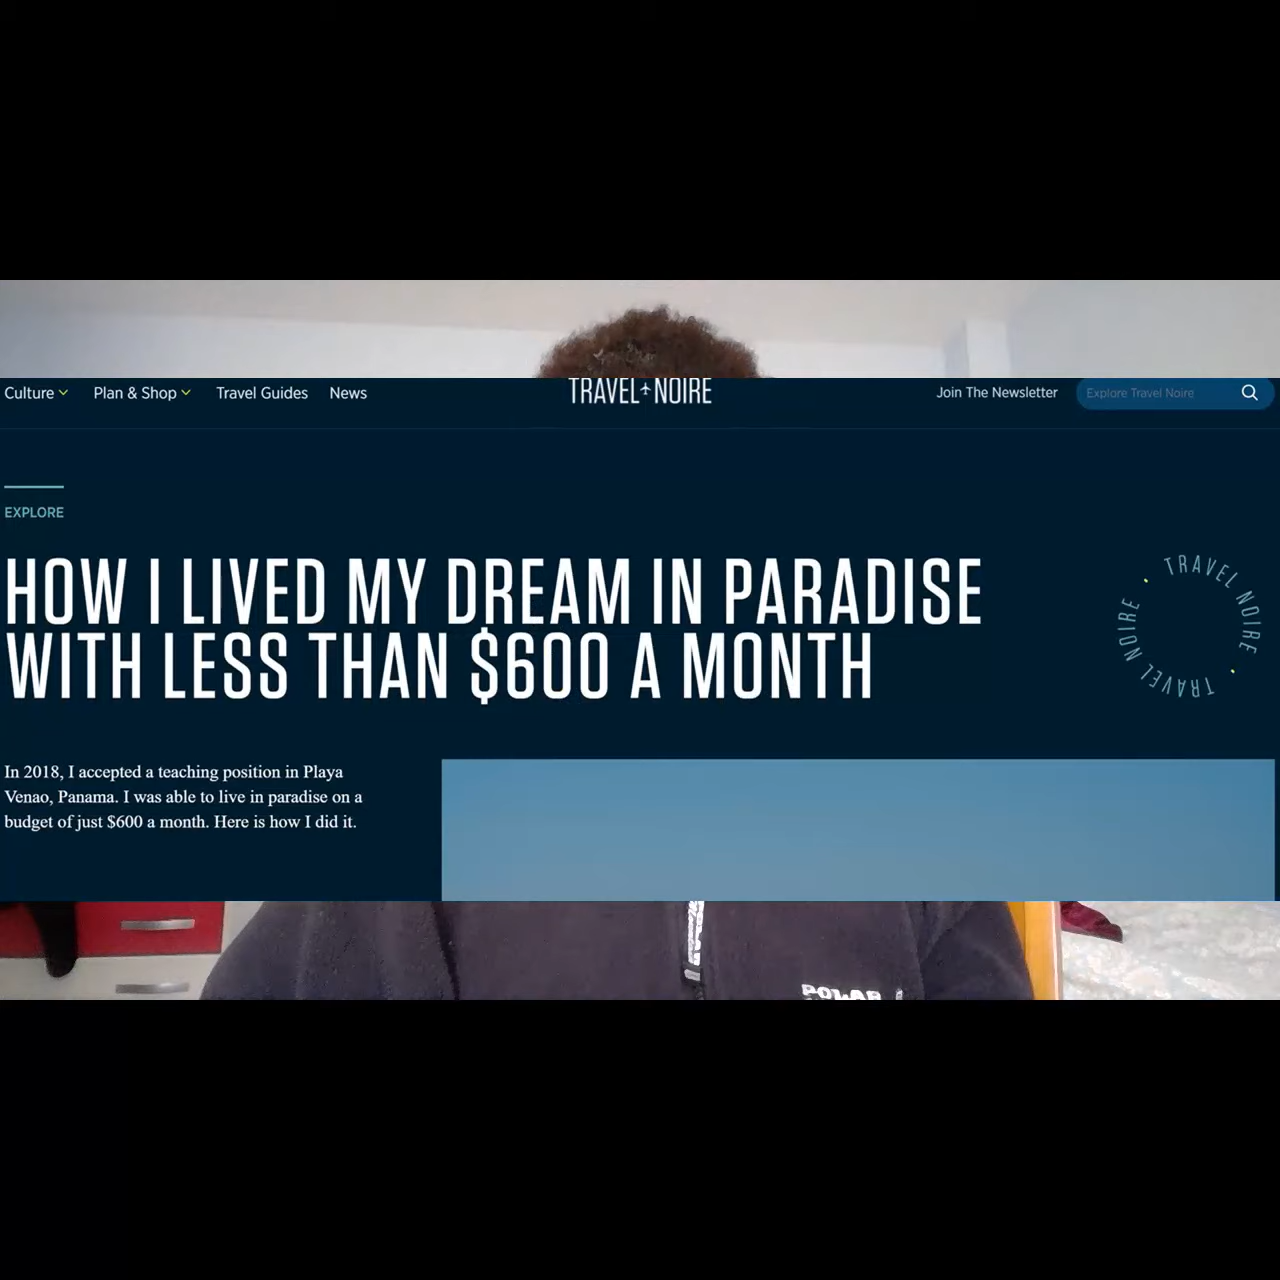 Culture
Plan & Shop
Travel Guides
News
TRAVEL NOIRE
Join The Newsletter
Explore Travel Noire
EXPLORE
HOW I LIVED MY DREAM IN PARADISE
WITH LESS THAN $600 A MONTH
TRAVEL NOIRE
TRAVEL NOIRE
In 2018, I accepted a teaching position in Playa
Venao, Panama. I was able to live in paradise on a
budget of just $600 a month. Here is how I did it.
POLAR